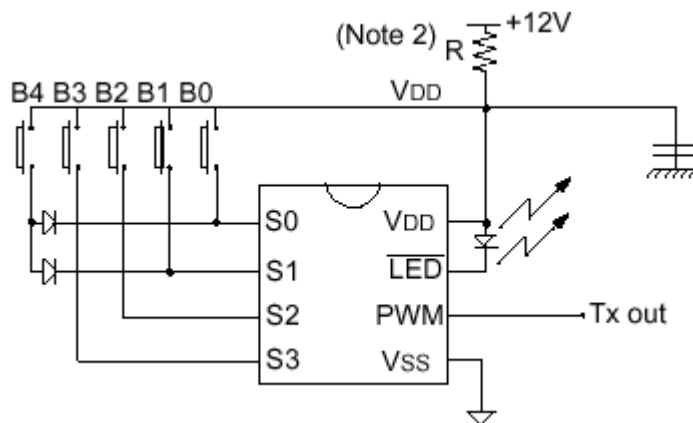 +12V
(Note 2) R
B4 B3 B2 B1 B0
VDD
S0 VDD
S1 LED
S2 PWM Tx out
S3 VSS